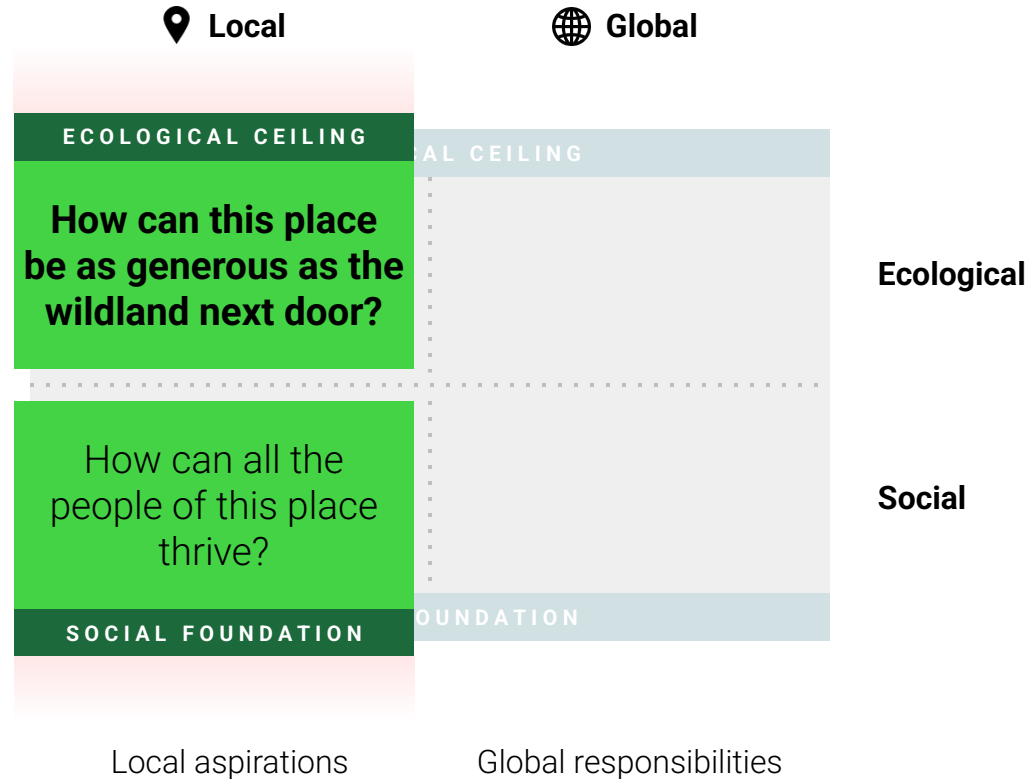 Local
Global
ECOLOGICAL CEILING
AL CEILING
How can this place
be as generous as the
wildland next door?
Ecological
How can all the
people of this place
thrive?
Social
SOCIAL FOUNDATION
OUNDATION
Local aspirations
Global responsibilities